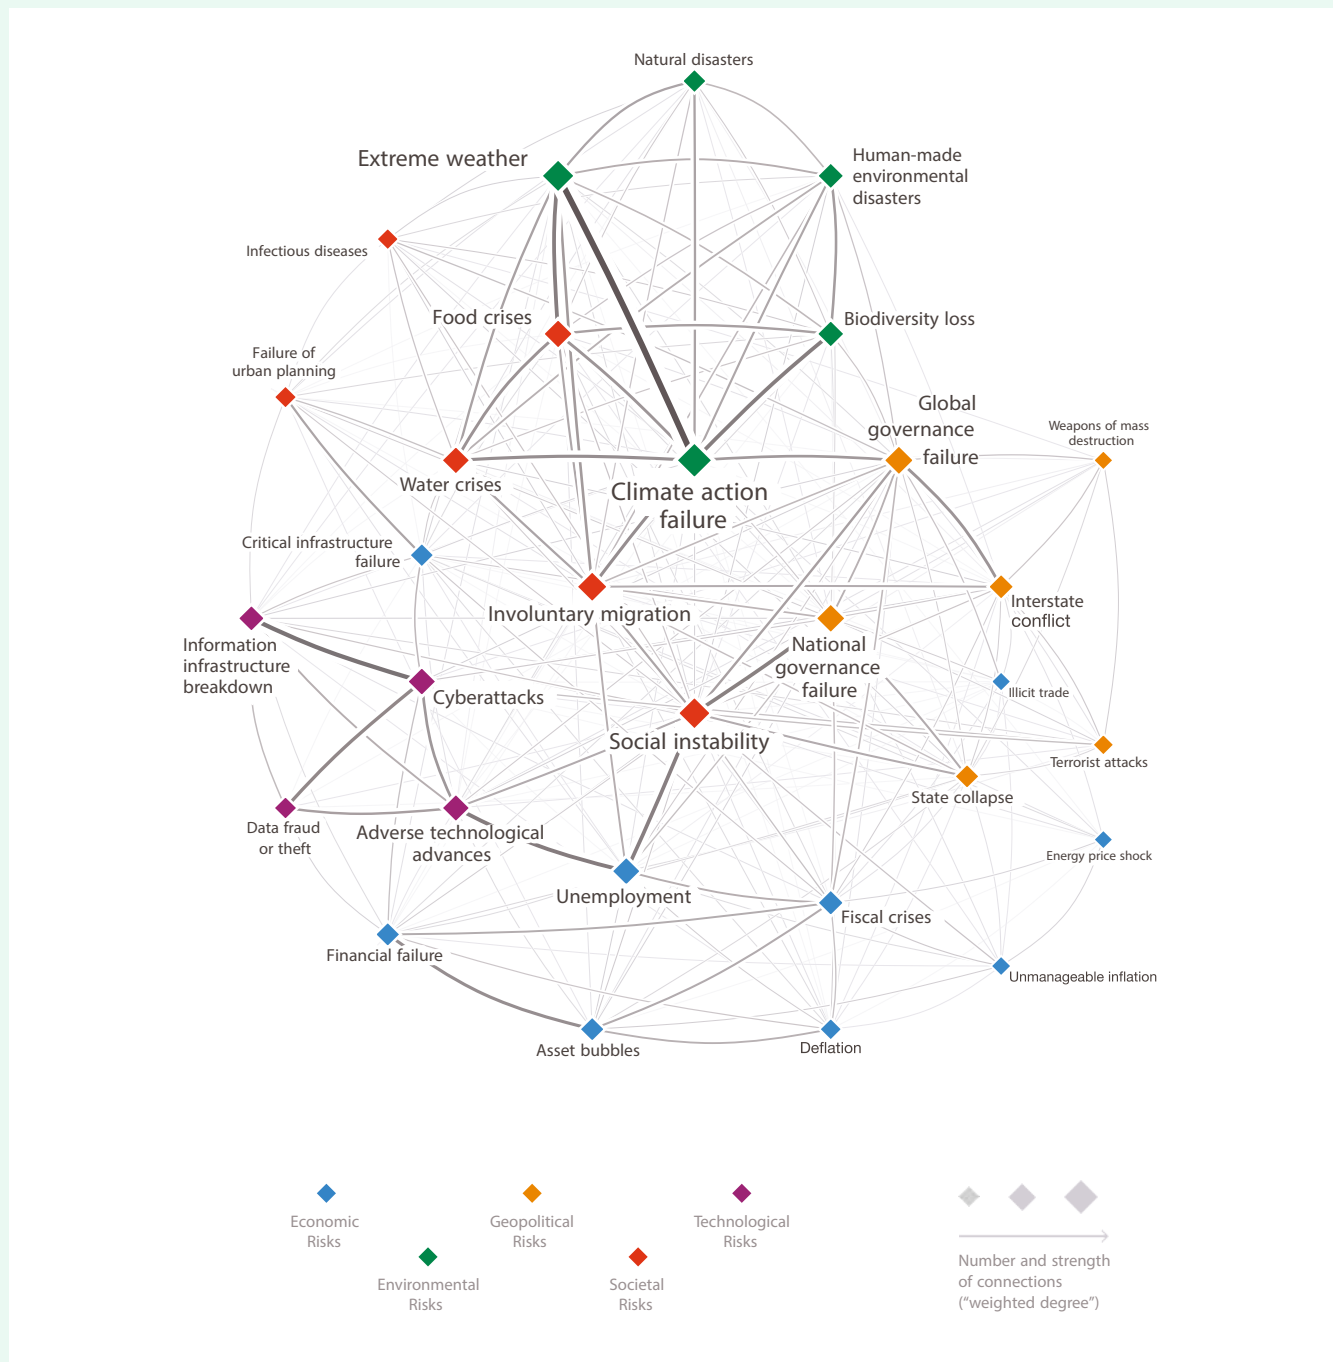 Natural disasters
Extreme weather
Human-made
environmental
disasters
Infectious diseases
Food crises
Biodiversity loss
Failure of
urban planning
Global
governance
failure
Weapons of mass
destruction
Water crises
Climate action
failure
Critical infrastructure
failure
Involuntary migration
Interstate
conflict
Information
infrastructure
breakdown
National
governance
failure
Cyberattacks
Illicit trade
Social instability
Terrorist attacks
State collapse
Data fraud
or theft
Adverse technological
advances
Energy price shock
Unemployment
Fiscal crises
Financial failure
Unmanageable inflation
Asset bubbles
Deflation
Economic
Risks
Geopolitical
Risks
Technological
Risks
Environmental
Risks
Societal
Risks
Number and strength
of connections
(“weighted degree”)